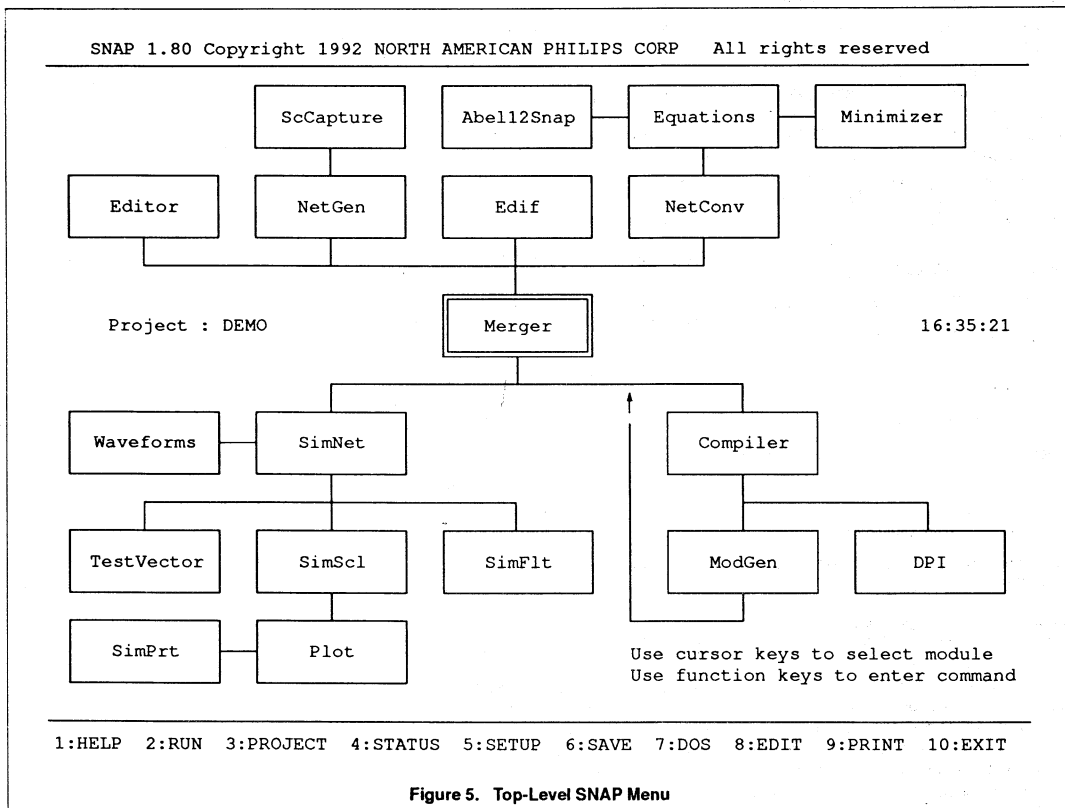 SNAP 1.80 Copyright 1992 NORTH AMERICAN PHILIPS CORP All rights reserved
ScCapture Abel12Snap Equations Minimizer
Editor NetGen Edif NetConv
Project : DEMO Merger 16:35:21
Waveforms SimNet Compiler
TestVector SimScl SimFlt ModGen DPI
SimPrt Plot
Use cursor keys to select module
Use function keys to enter command
1:HELP 2:RUN 3:PROJECT 4:STATUS 5:SETUP 6:SAVE 7:DOS 8:EDIT 9:PRINT 10:EXIT
Figure 5. Top-Level SNAP Menu